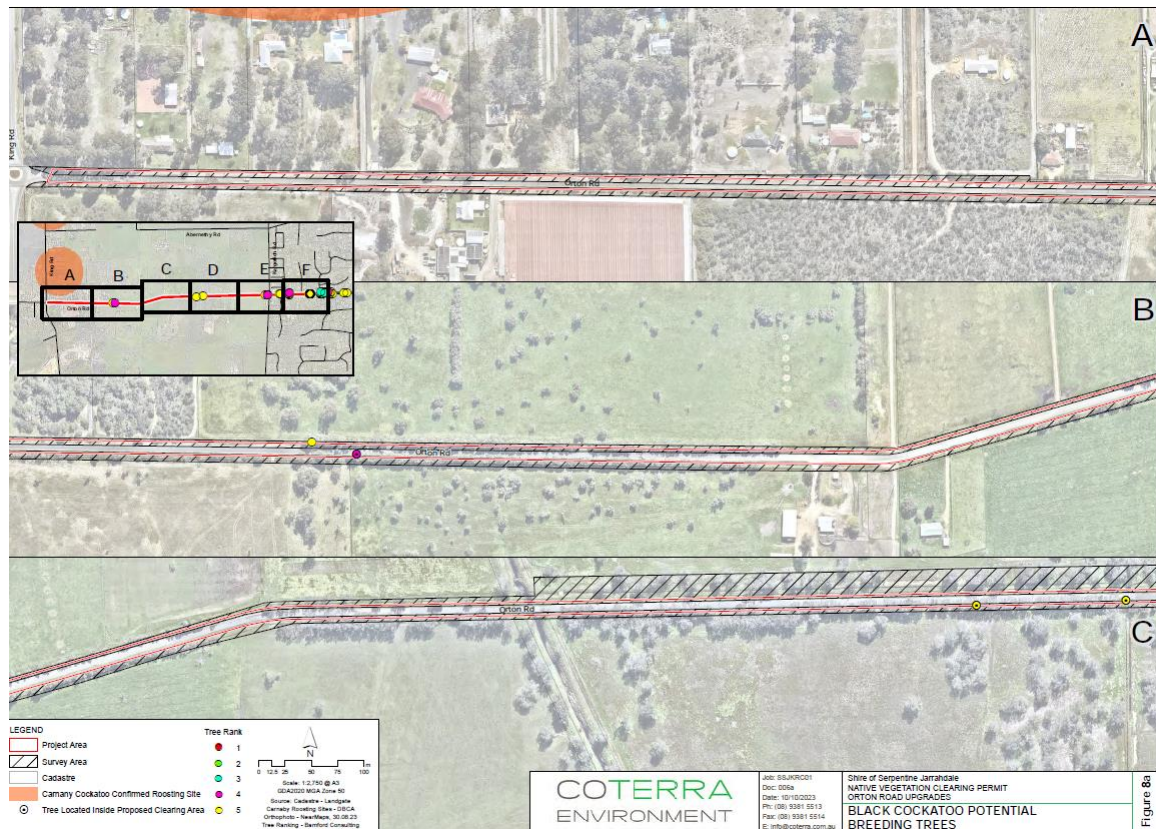 A
King Rd
Orton Rd
Abernethy Rd
King Rd
A
B
C
D
E
F
Orton Rd
B
Orton Rd
Orton Rd
C
LEGEND
Project Area
Survey Area
Cadastre
Carnany Cockatoo Confirmed Roosting Site
Tree Located Inside Proposed Clearing Area
Tree Rank
1
2
3
4
5
N
0 12.5 25 50 75 100
m
Scale: 1:2,750 @ A3
GDA2020 MGA Zone 50
Source: Cadastre - Landgate
Carnaby Roosting Sites - DBCA
Orthophoto - NearMaps, 30.08.23
Tree Ranking - Bamford Consulting
COTERRA
ENVIRONMENT
Job: SSJKRC01
Doc: 006a
Date: 10/10/2023
Ph: (08) 9381 5513
Fax: (08) 9381 5514
E: info@coterra.com.au
Shire of Serpentine Jarrahdale
NATIVE VEGETATION CLEARING PERMIT
ORTON ROAD UPGRADES
BLACK COCKATOO POTENTIAL
BREEDING TREES
Figure 8a